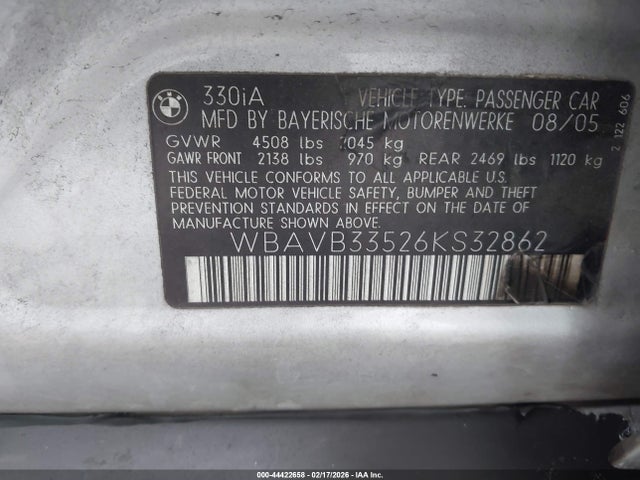 330iA VEHICLE TYPE: PASSENGER CAR
MFD BY BAYERISCHE MOTORENWERKE 08/05
GVWR 4508 lbs 2045 kg
GAWR FRONT 2138 lbs 970 kg REAR 2469 lbs 1120 kg
THIS VEHICLE CONFORMS TO ALL APPLICABLE U.S.
FEDERAL MOTOR VEHICLE SAFETY, BUMPER AND THEFT
PREVENTION STANDARDS IN EFFECT ON THE DATE OF
MANUFACTURE SHOWN ABOVE.
WBAVB33526KS32862
2 122 606
000-44422658 - 02/17/2026 - IAA Inc.